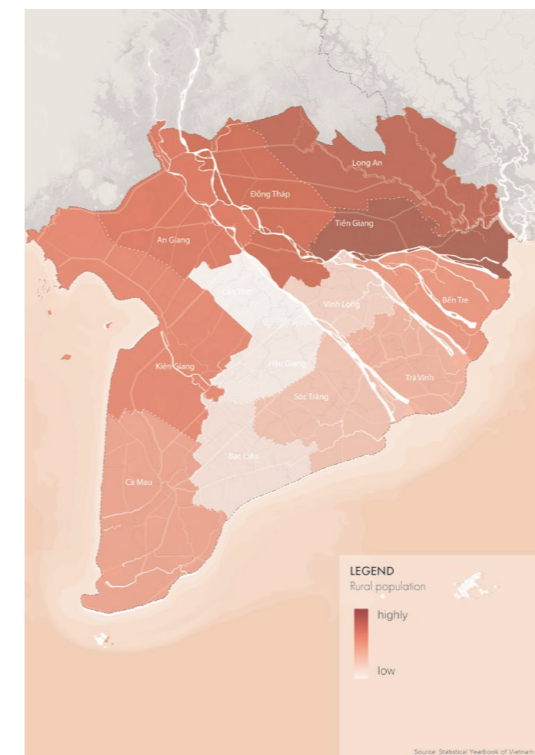 Long An
Đồng Tháp
Tiền Giang
An Giang
Cần Thơ
Vĩnh Long
Bến Tre
Hậu Giang
Kiên Giang
Trà Vinh
Sóc Trăng
Bạc Liêu
Cà Mau
LEGEND
Rural population
highly
low
Source: Statistical Yearbook of Vietnam